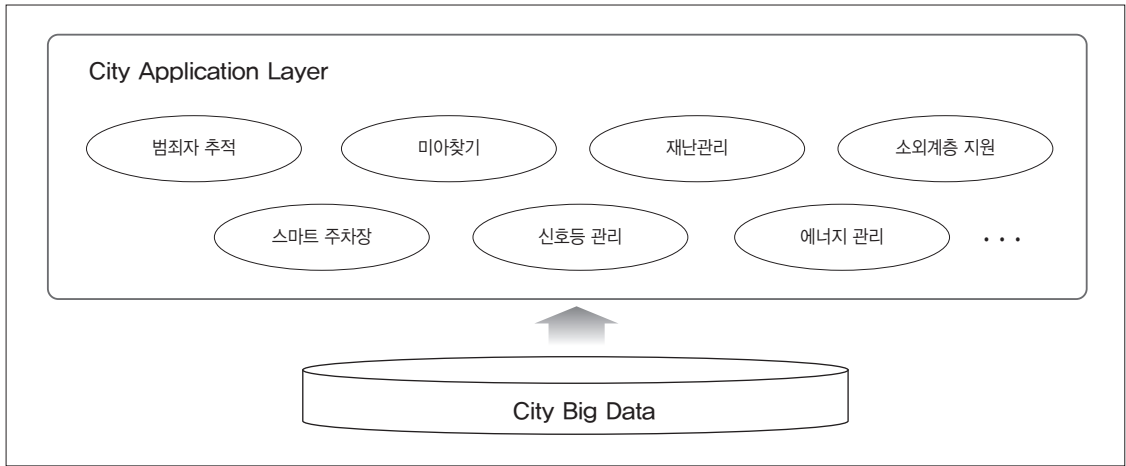 City Application Layer
범죄자 추적
미아찾기
재난관리
소외계층 지원
스마트 주차장
신호등 관리
에너지 관리
· · ·
City Big Data